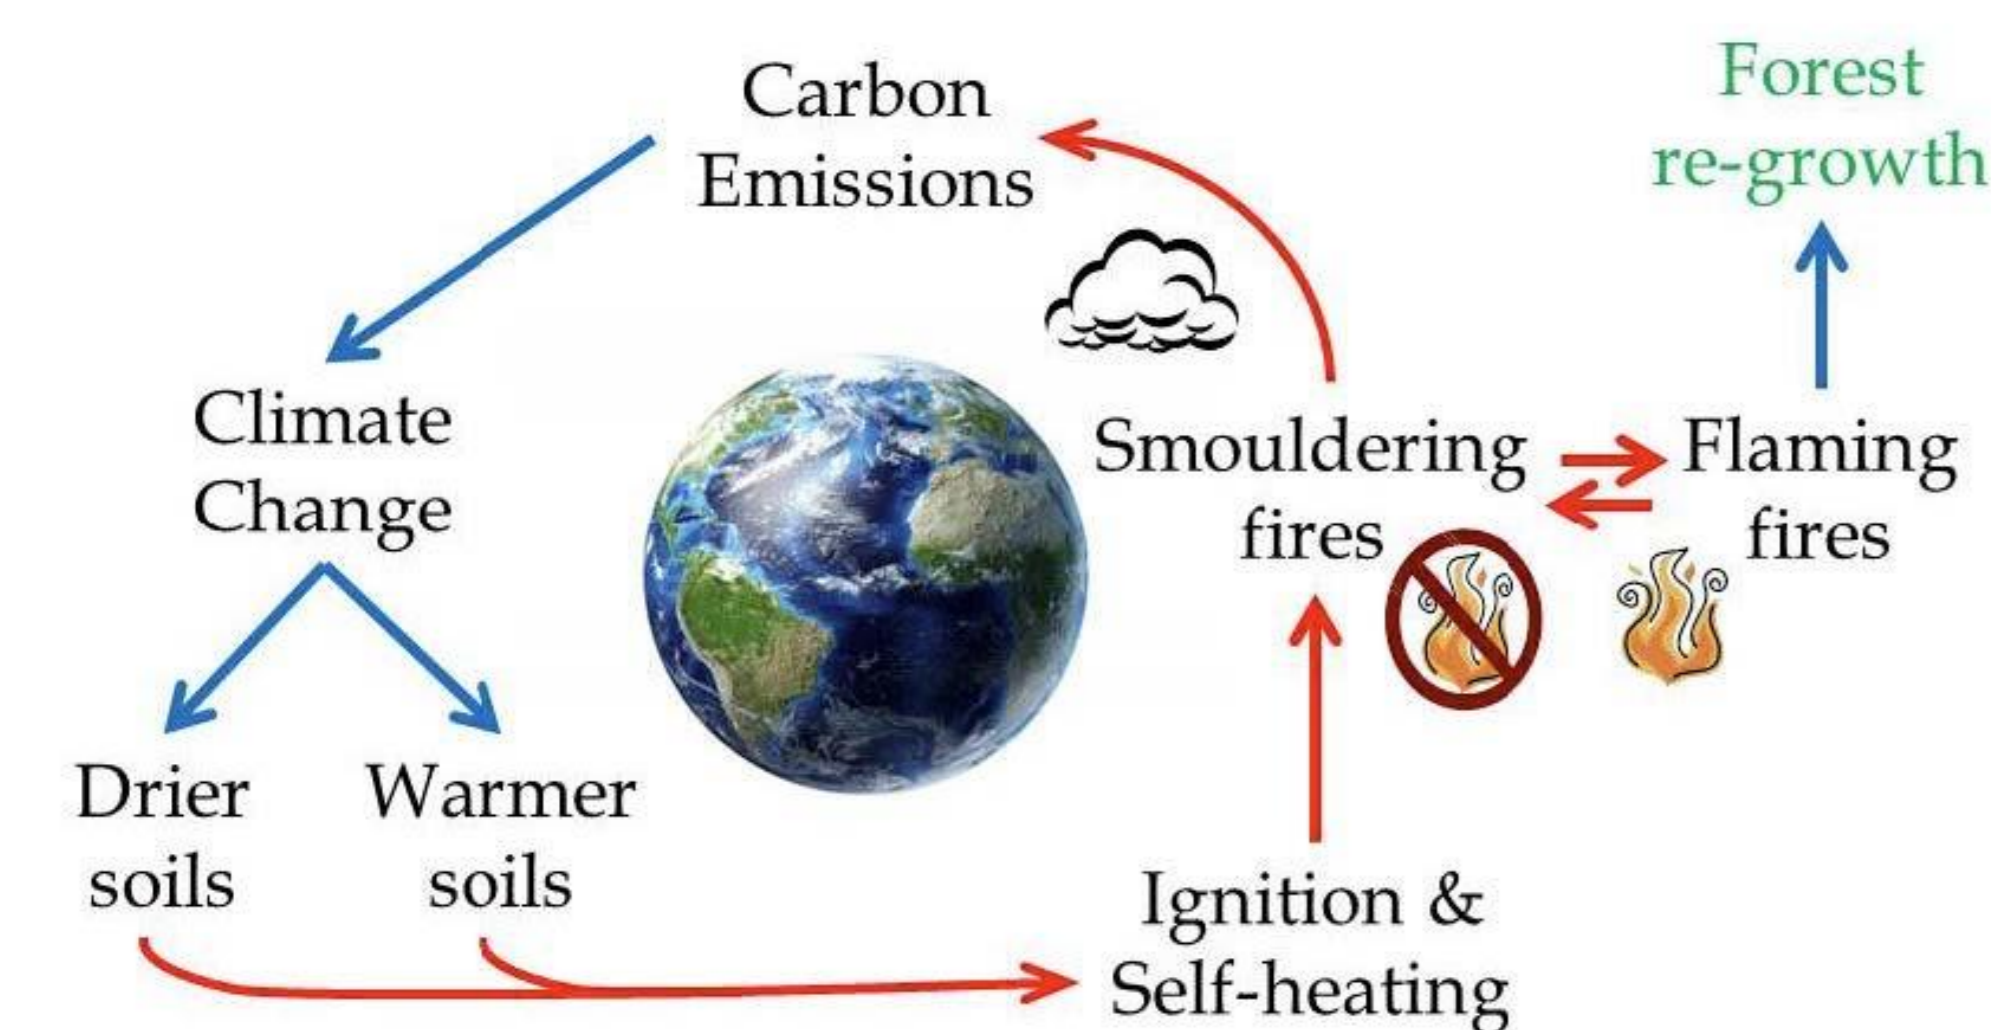 Carbon
Emissions
Forest
re-growth
Climate
Change
Smouldering
fires
Flaming
fires
Drier
soils
Warmer
soils
Ignition &
Self-heating